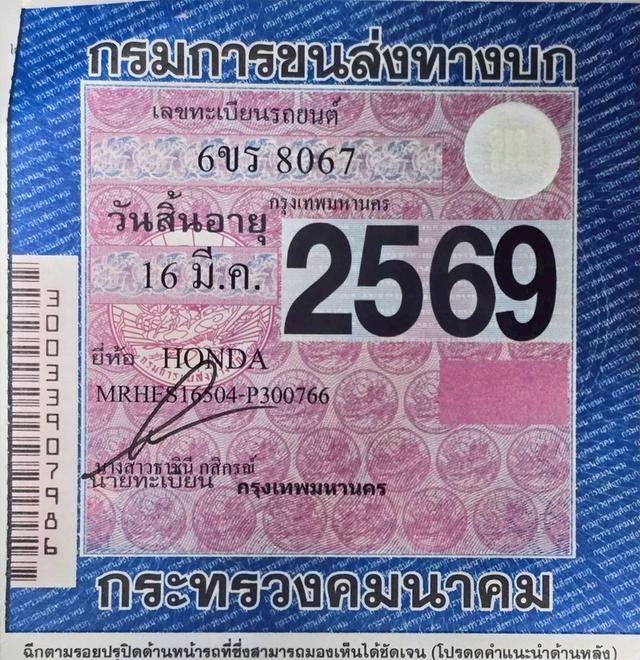 กรมการขนส่งทางบก
เลขทะเบียนรถยนต์
6ขร 8067
กรุงเทพมหานคร
วันสิ้นอายุ
16 มี.ค.
2569
ยี่ห้อ HONDA
MRHES16504-P300766
นางสาวราชินี กสิกรณ์
นายทะเบียน กรุงเทพมหานคร
30033907986
กระทรวงคมนาคม
ฉีกตามรอยปรุปิดด้านหน้ารถที่ซึ่งสามารถมองเห็นได้ชัดเจน (โปรดดูคำแนะนำด้านหลัง)